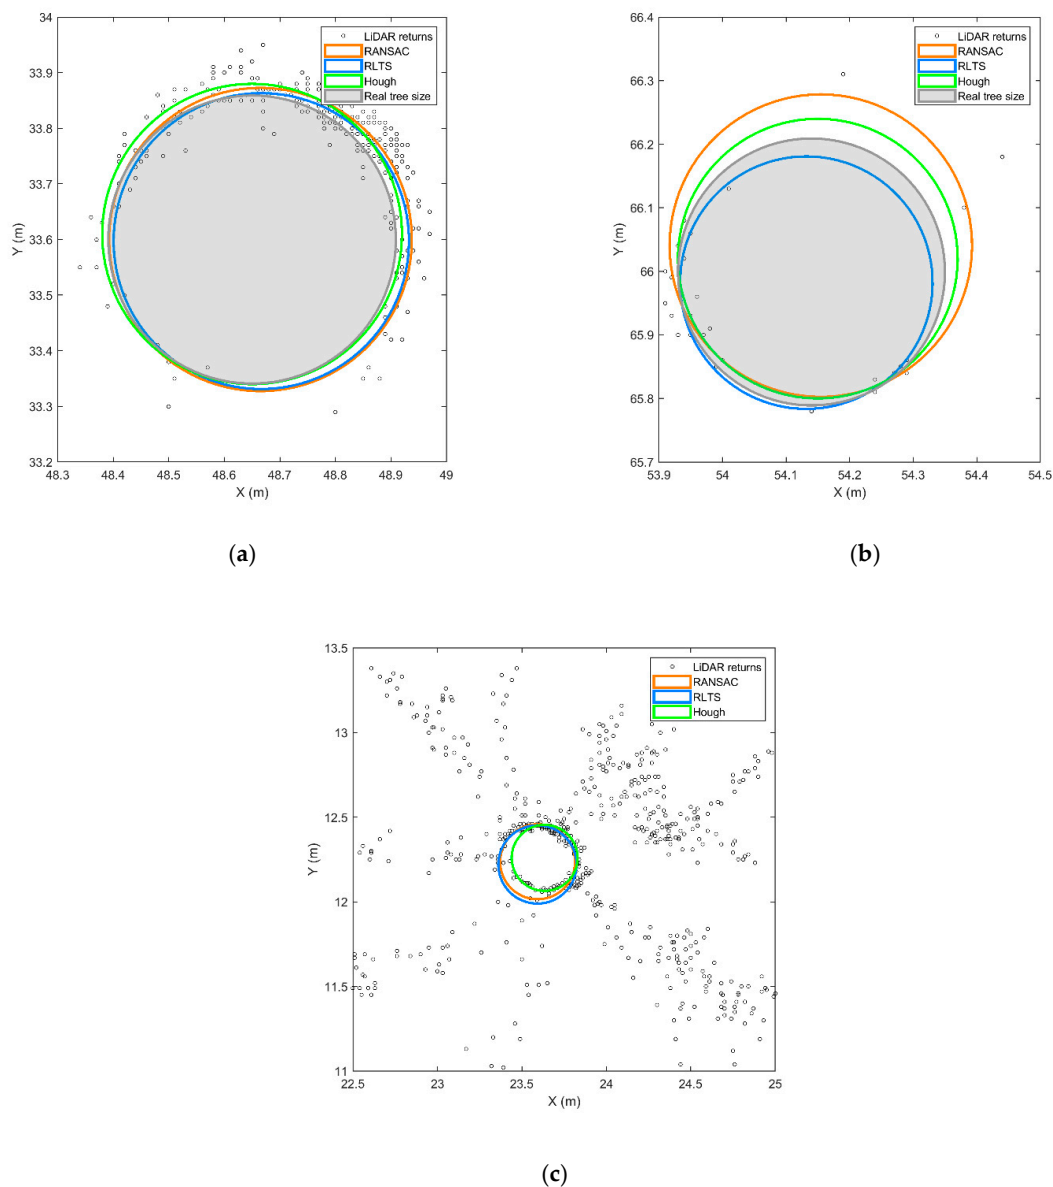 34
33.9
33.8
33.7
33.6
33.5
33.4
33.3
33.2
Y (m)
48.3 48.4 48.5 48.6 48.7 48.8 48.9 49
X (m)
LiDAR returns
RANSAC
RLTS
Hough
Real tree size
(a)
66.4
66.3
66.2
66.1
66
65.9
65.8
65.7
Y (m)
53.9 54 54.1 54.2 54.3 54.4 54.5
X (m)
LiDAR returns
RANSAC
RLTS
Hough
Real tree size
(b)
13.5
13
12.5
12
11.5
11
Y (m)
22.5 23 23.5 24 24.5 25
X (m)
LiDAR returns
RANSAC
RLTS
Hough
(c)